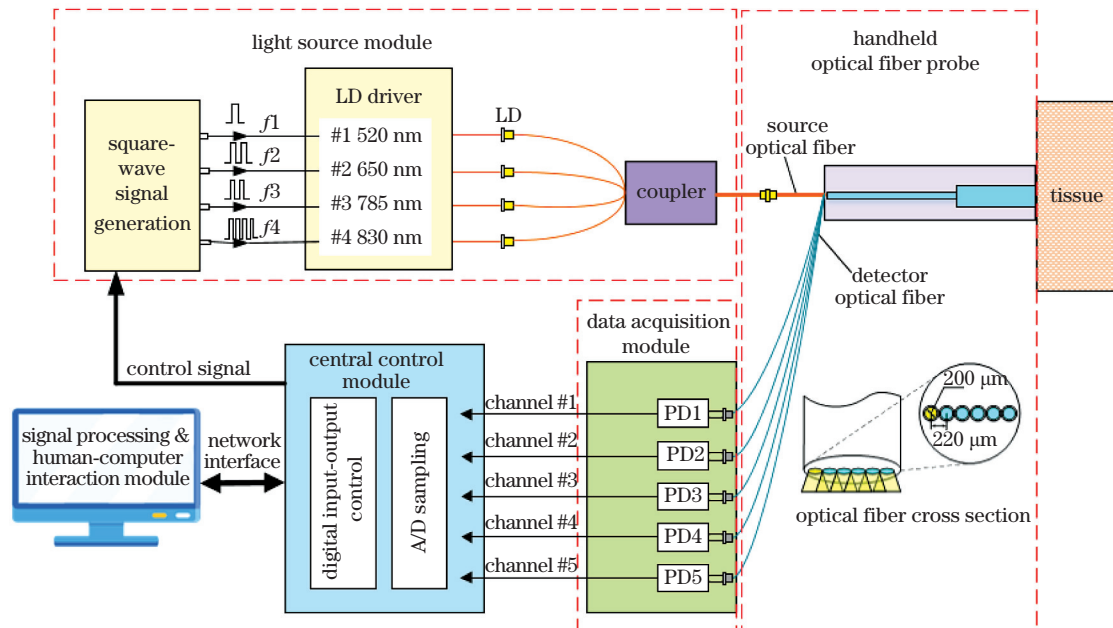 light source module
square-
wave
signal
generation
f1
f2
f3
f4
LD driver
#1 520 nm
#2 650 nm
#3 785 nm
#4 830 nm
LD
coupler
handheld
optical fiber probe
source
optical fiber
tissue
detector
optical fiber
data acquisition
module
PD1
PD2
PD3
PD4
PD5
channel #1
channel #2
channel #3
channel #4
channel #5
central control
module
digital input-output
control
A/D sampling
control signal
network
interface
signal processing &
human-computer
interaction module
200 μm
220 μm
optical fiber cross section